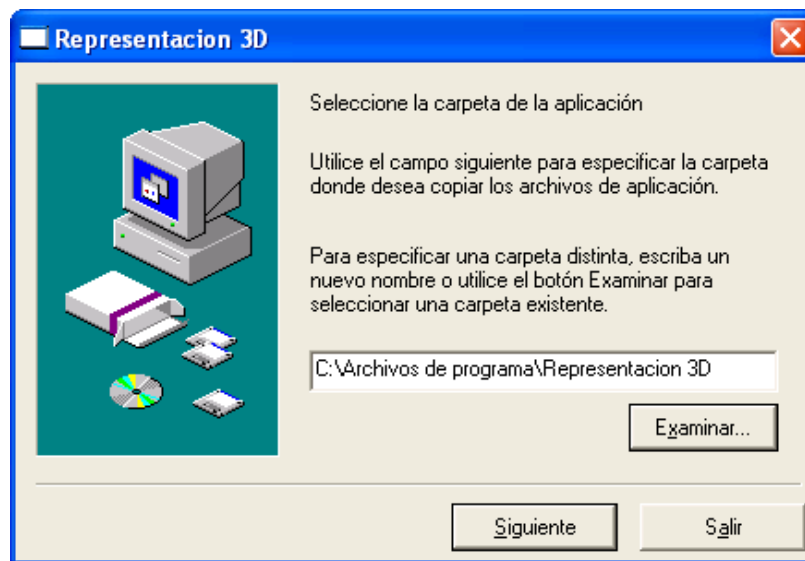 Representacion 3D
Seleccione la carpeta de la aplicación
Utilice el campo siguiente para especificar la carpeta
donde desea copiar los archivos de aplicación.
Para especificar una carpeta distinta, escriba un
nuevo nombre o utilice el botón Examinar para
seleccionar una carpeta existente.
C:\Archivos de programa\Representacion 3D
Examinar...
Siguiente
Salir